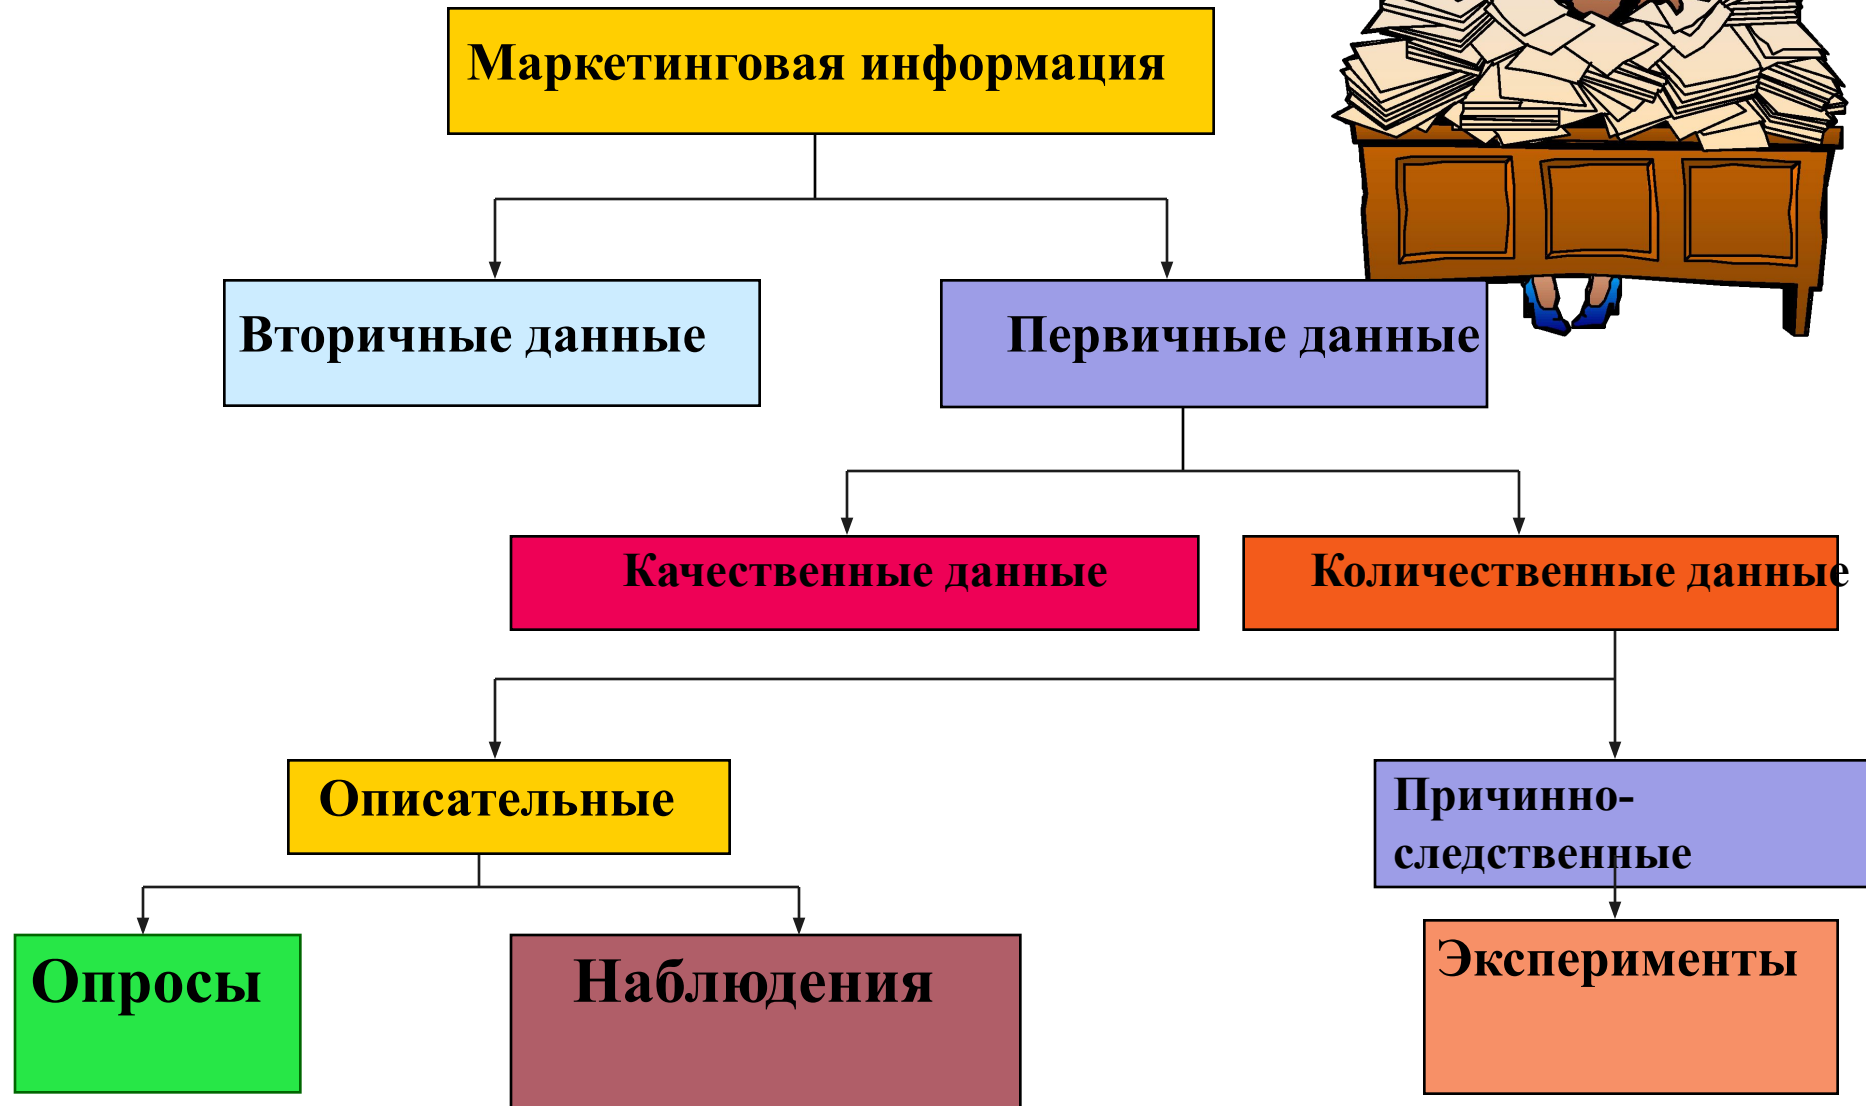 Маркетинговая информация
Вторичные данные
Первичные данные
Качественные данные
Количественные данные
Описательные
Причинно-
следственные
Опросы
Наблюдения
Эксперименты